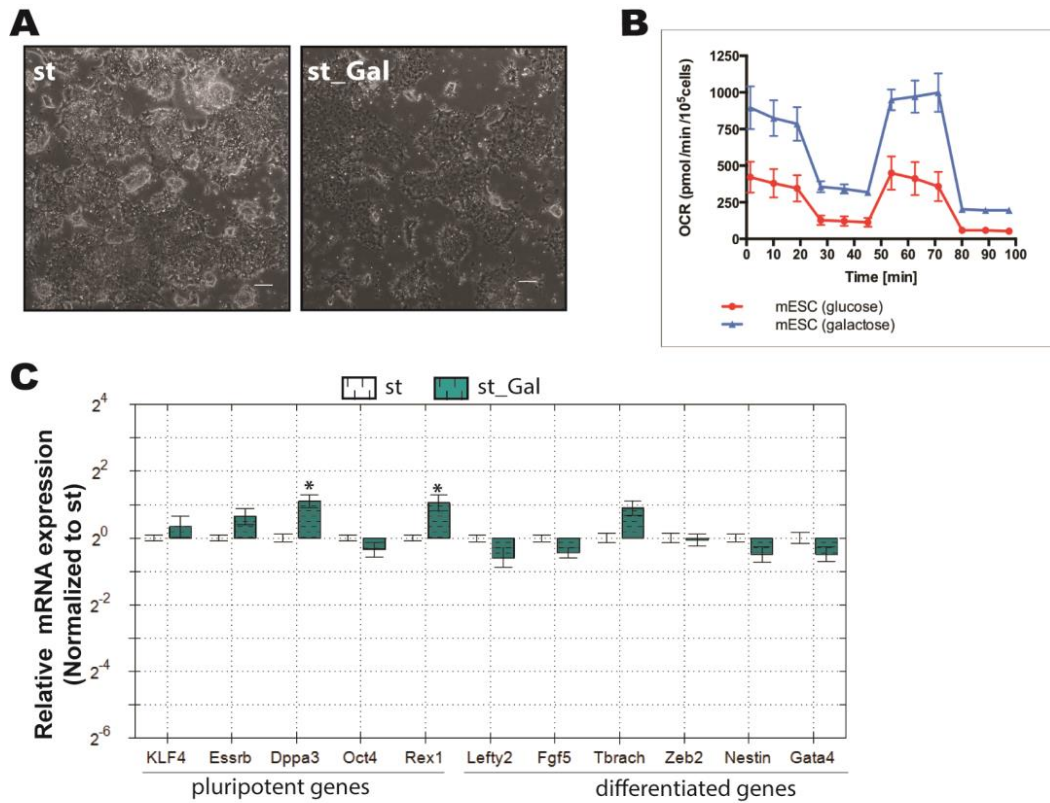 A
st
st_Gal
B
OCR (pmol/min/10⁵cells)
1250
1000
750
500
250
0
0 10 20 30 40 50 60 70 80 90 100
Time [min]
mESC (glucose)
mESC (galactose)
C
st st_Gal
Relative mRNA expression
(Normalized to st)
2⁴
2²
2⁰
2⁻²
2⁻⁴
2⁻⁶
* *
KLF4 Essrb Dppa3 Oct4 Rex1 Lefty2 Fgf5 Tbrach Zeb2 Nestin Gata4
pluripotent genes differentiated genes